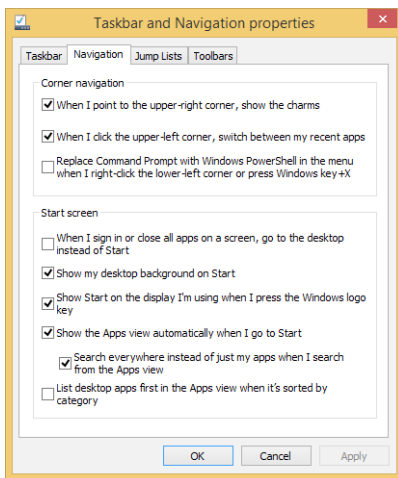 Taskbar and Navigation properties
Taskbar Navigation Jump Lists Toolbars
Corner navigation
When I point to the upper-right corner, show the charms
When I click the upper-left corner, switch between my recent apps
Replace Command Prompt with Windows PowerShell in the menu
when I right-click the lower-left corner or press Windows key+X
Start screen
When I sign in or close all apps on a screen, go to the desktop
instead of Start
Show my desktop background on Start
Show Start on the display I'm using when I press the Windows logo
key
Show the Apps view automatically when I go to Start
Search everywhere instead of just my apps when I search
from the Apps view
List desktop apps first in the Apps view when it's sorted by
category
OK Cancel Apply